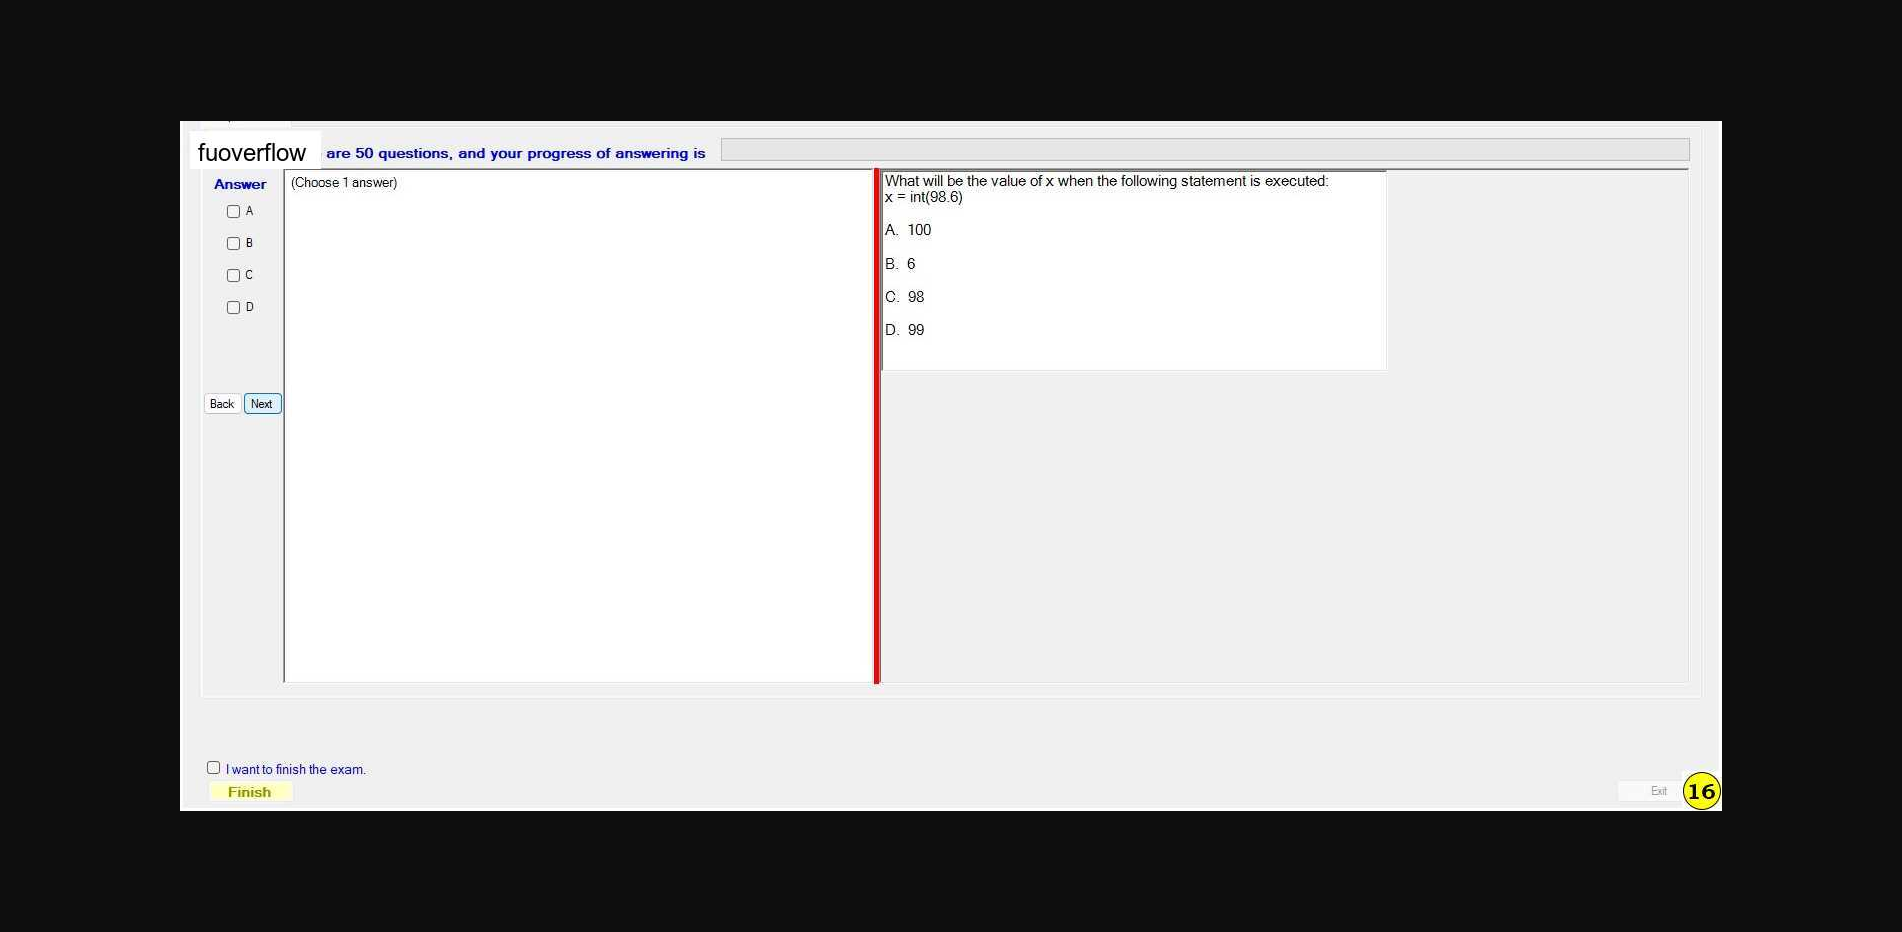 fuoverflow are 50 questions, and your progress of answering is
Answer
A
B
C
D
Back Next
(Choose 1 answer)
What will be the value of x when the following statement is executed:
x = int(98.6)
A. 100
B. 6
C. 98
D. 99
I want to finish the exam.
Finish
Exit
16